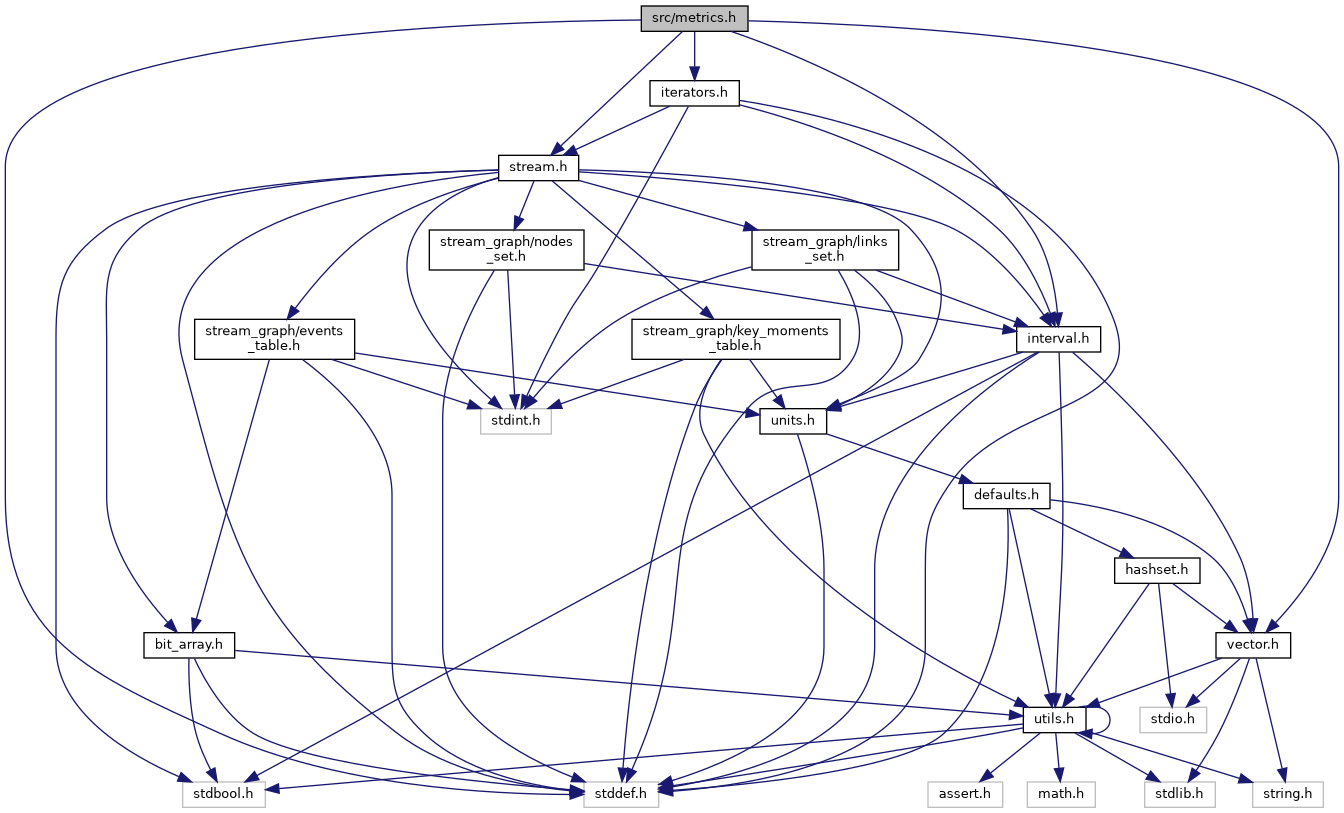 src/metrics.h
iterators.h
stream.h
stream_graph/nodes
_set.h
stream_graph/links
_set.h
stream_graph/events
_table.h
stream_graph/key_moments
_table.h
interval.h
stdint.h
units.h
defaults.h
hashset.h
bit_array.h
vector.h
utils.h
stdio.h
stdbool.h
stddef.h
assert.h
math.h
stdlib.h
string.h